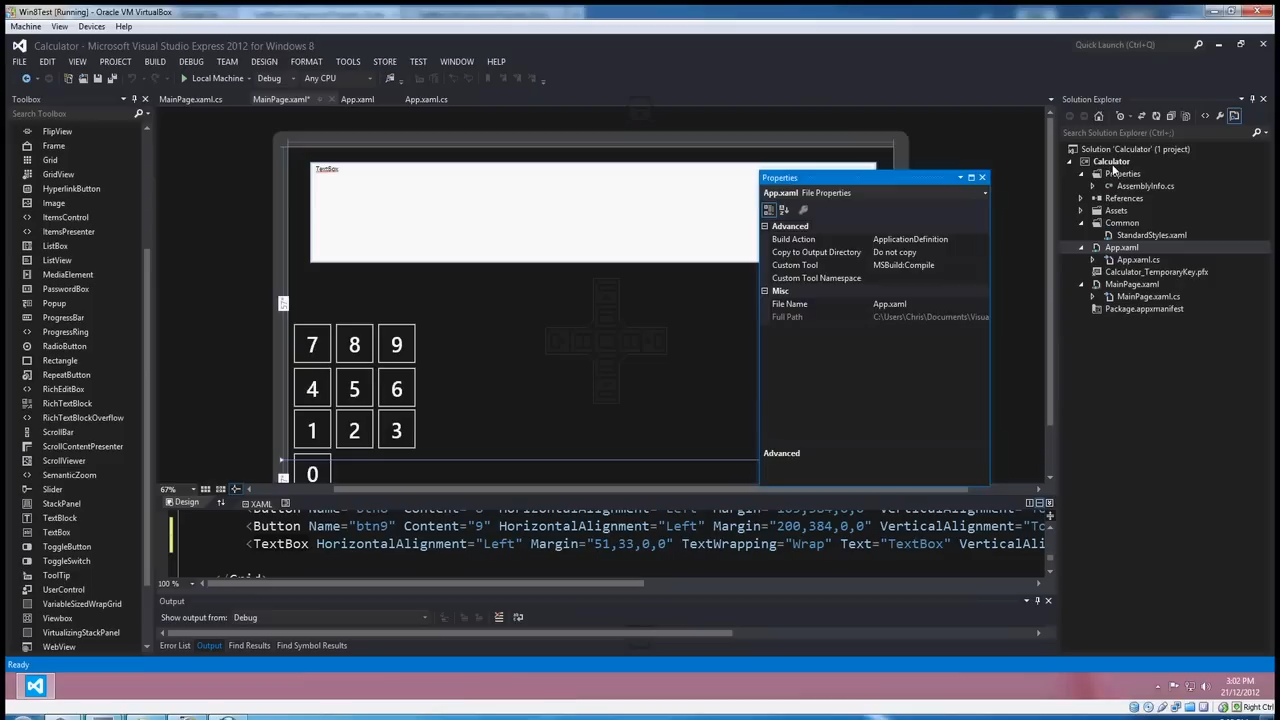 Win8Test [Running] - Oracle VM VirtualBox
Machine View Devices Help
Calculator - Microsoft Visual Studio Express 2012 for Windows 8
Quick Launch (Ctrl+Q)
FILE EDIT VIEW PROJECT BUILD DEBUG TEAM DESIGN FORMAT TOOLS STORE TEST WINDOW HELP
Local Machine Debug Any CPU
Toolbox
MainPage.xaml.cs MainPage.xaml* App.xaml App.xaml.cs
Solution Explorer
Search Toolbox
FlipView
Frame
Grid
GridView
HyperlinkButton
Image
ItemsControl
ItemsPresenter
ListBox
ListView
MediaElement
PasswordBox
Popup
ProgressBar
ProgressRing
RadioButton
Rectangle
RepeatButton
RichEditBox
RichTextBlock
RichTextBlockOverflow
ScrollBar
ScrollContentPresenter
ScrollViewer
SemanticZoom
Slider
StackPanel
TextBlock
TextBox
ToggleButton
ToggleSwitch
ToolTip
UserControl
VariableSizedWrapGrid
Viewbox
VirtualizingStackPanel
WebView
TextBox
7 8 9
4 5 6
1 2 3
0
Properties
App.xaml File Properties
Advanced
Build Action ApplicationDefinition
Copy to Output Directory Do not copy
Custom Tool MSBuild:Compile
Custom Tool Namespace
Misc
File Name App.xaml
Full Path C:\Users\Chris\Documents\Visua
Advanced
Search Solution Explorer (Ctrl+;)
Solution 'Calculator' (1 project)
Calculator
Properties
AssemblyInfo.cs
References
Assets
Common
StandardStyles.xaml
App.xaml
App.xaml.cs
Calculator_TemporaryKey.pfx
MainPage.xaml
MainPage.xaml.cs
Package.appxmanifest
67%
Design XAML
<Button Name="btn9" Content="9" HorizontalAlignment="Left" Margin="200,384,0,0" VerticalAlignment="To
<TextBox HorizontalAlignment="Left" Margin="51,33,0,0" TextWrapping="Wrap" Text="TextBox" VerticalAli
</Grid>
100 %
Output
Show output from: Debug
Error List Output Find Results Find Symbol Results
Ready
3:02 PM
21/12/2012
Right Ctrl